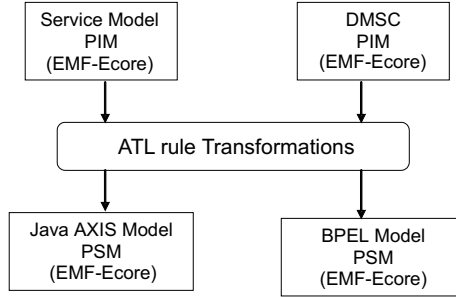 Service Model
PIM
(EMF-Ecore)
DMSC
PIM
(EMF-Ecore)
ATL rule Transformations
Java AXIS Model
PSM
(EMF-Ecore)
BPEL Model
PSM
(EMF-Ecore)